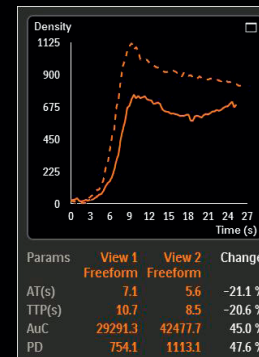 Density
1125
900
675
450
225
0
0 3 6 9 12 15 18 21 24 27
Time (s)
Params View 1 View 2 Change
Freeform Freeform
AT(s) 7.1 5.6 -21.1 %
TTP(s) 10.7 8.5 -20.6 %
AuC 29291.3 42477.7 45.0 %
PD 754.1 1113.1 47.6 %